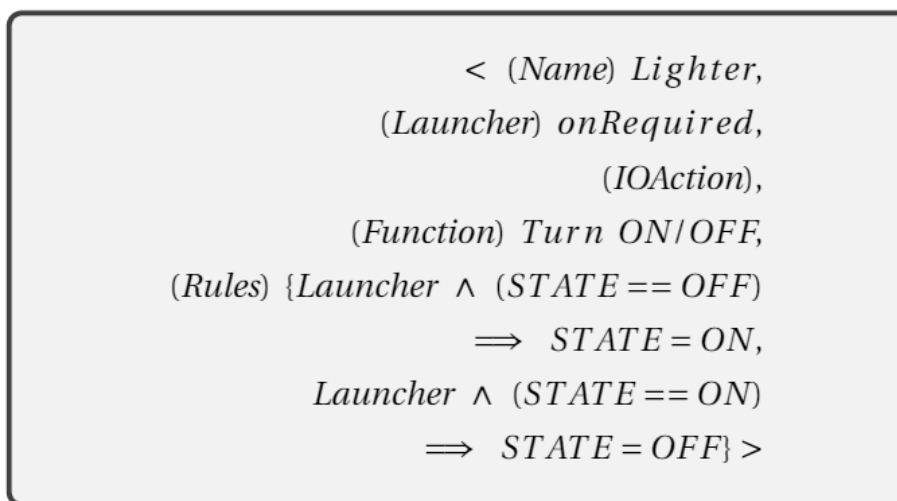 < (Name) Lighter,
(Launcher) onRequired,
(IOAction),
(Function) Turn ON/OFF,
(Rules) {Launcher ∧ (STATE == OFF)
⟹ STATE = ON,
Launcher ∧ (STATE == ON)
⟹ STATE = OFF} >